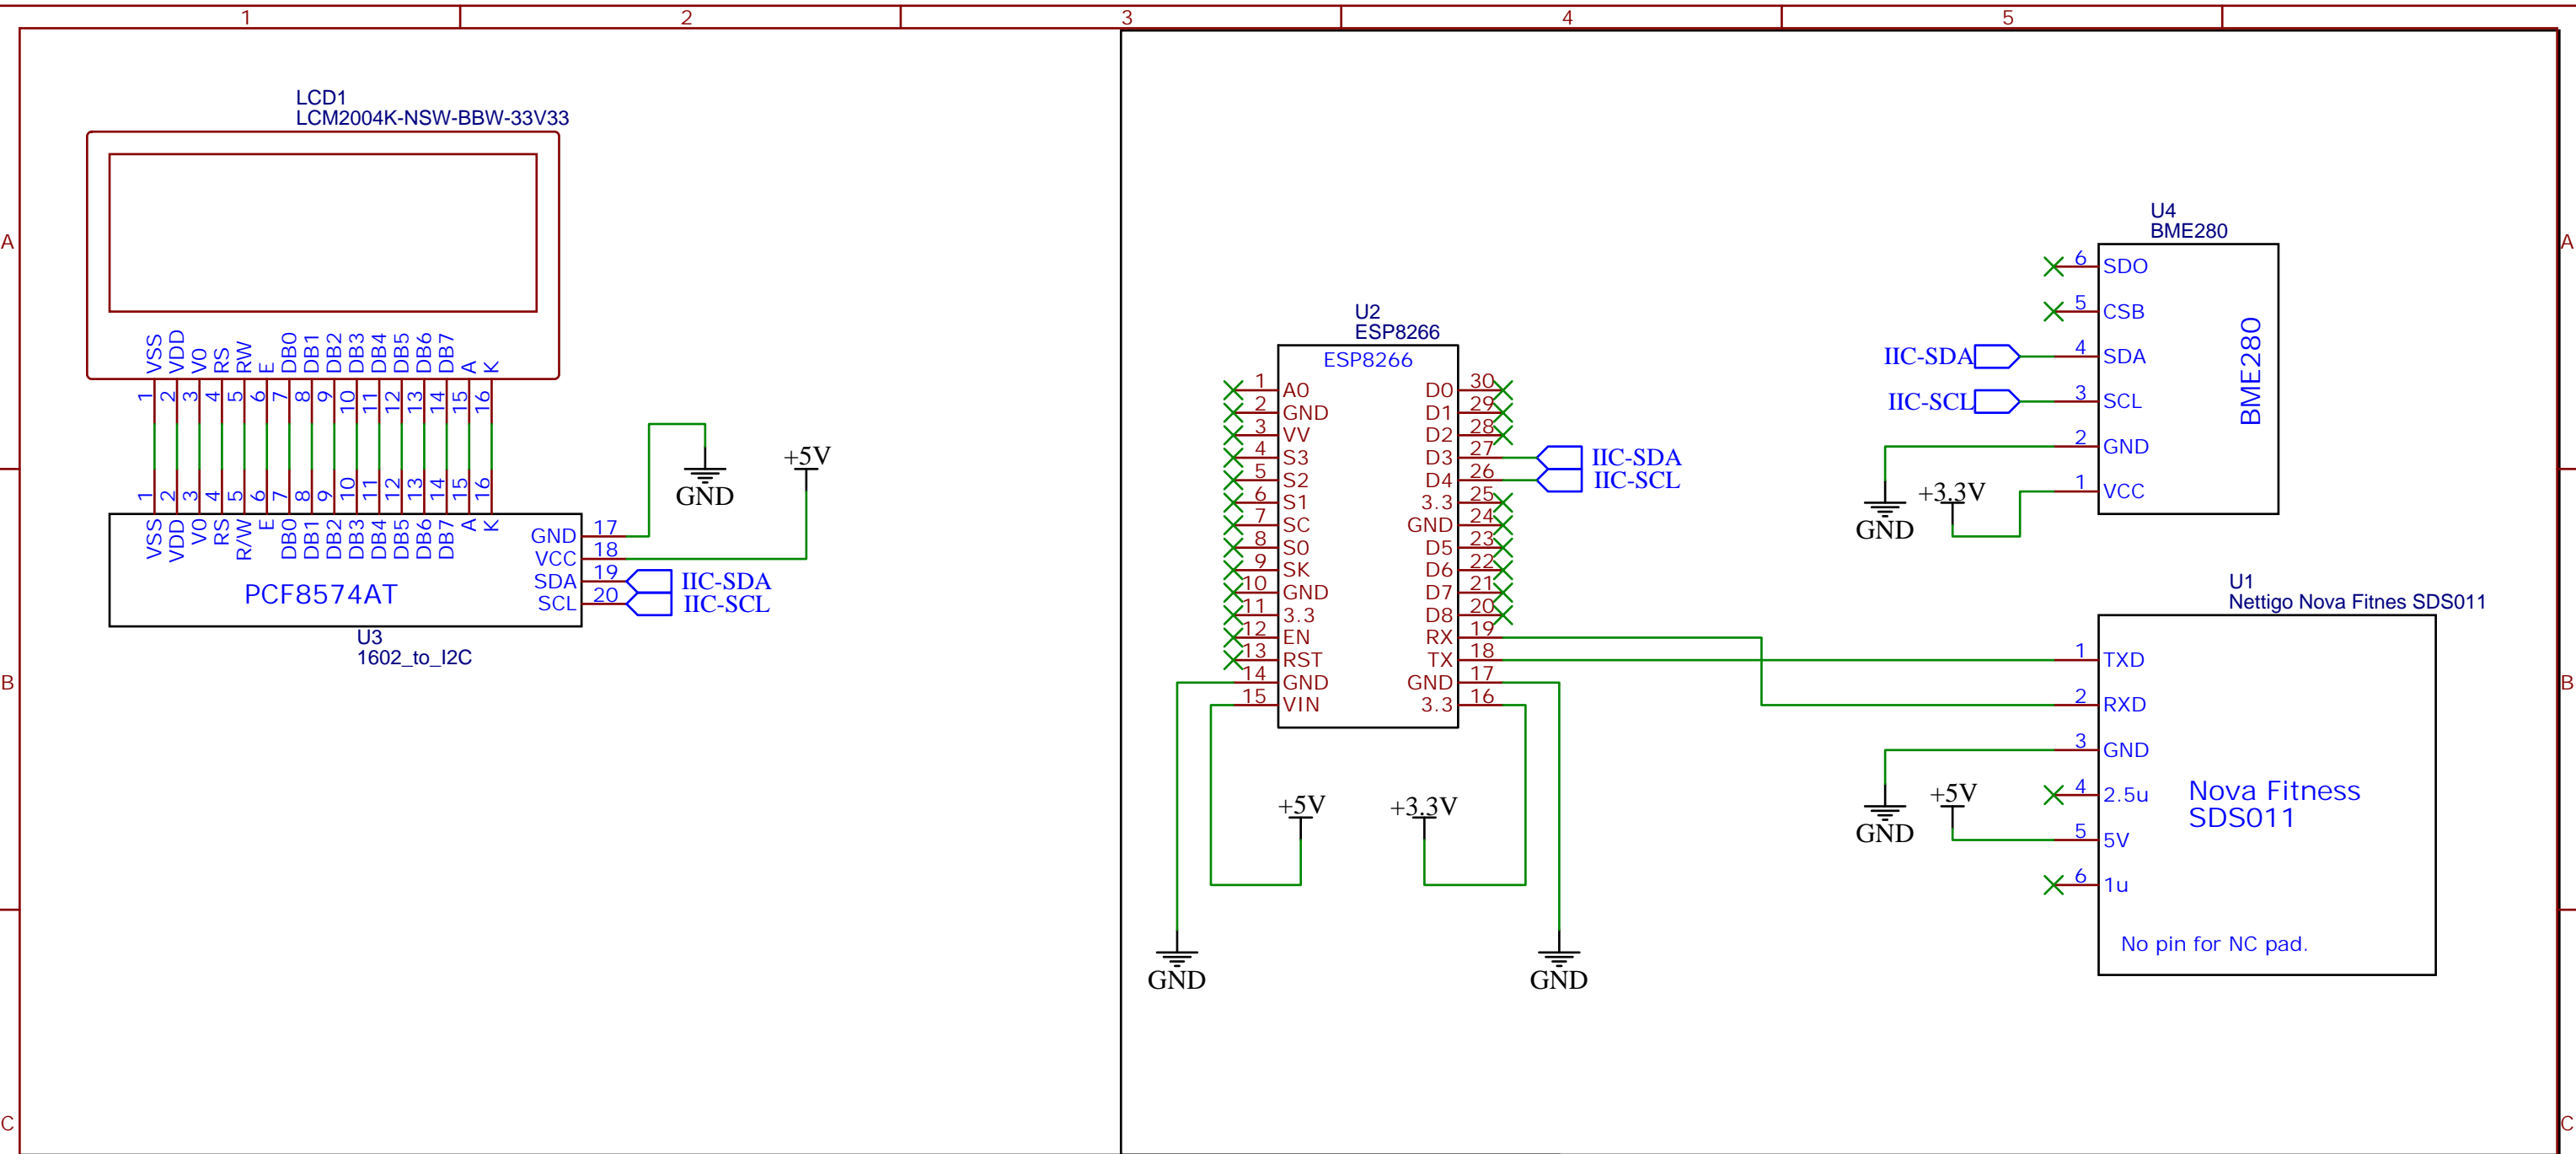 1
2
3
4
5
A
A
B
B
C
C
LCD1
LCM2004K-NSW-BBW-33V33
VSS
VDD
V0
RS
RW
E
DB0
DB1
DB2
DB3
DB4
DB5
DB6
DB7
A
K
1
2
3
4
5
6
7
8
9
10
11
12
13
14
15
16
1
2
3
4
5
6
7
8
9
10
11
12
13
14
15
16
VSS
VDD
V0
RS
R/W
E
DB0
DB1
DB2
DB3
DB4
DB5
DB6
DB7
A
K
GND 17
VCC 18
SDA 19 IIC-SDA
SCL 20 IIC-SCL
PCF8574AT
U3
1602_to_I2C
GND
+5V
U2
ESP8266
ESP8266
1 A0
2 GND
3 VV
4 S3
5 S2
6 S1
7 SC
8 S0
9 SK
10 GND
11 3.3
12 EN
13 RST
14 GND
15 VIN
D0 30
D1 29
D2 28
D3 27 IIC-SDA
D4 26 IIC-SCL
3.3 25
GND 24
D5 23
D6 22
D7 21
D8 20
RX 19
TX 18
GND 17
3.3 16
+5V
+3.3V
GND
GND
U4
BME280
6 SDO
5 CSB
IIC-SDA 4 SDA
IIC-SCL 3 SCL
2 GND
1 VCC
BME280
GND
+3.3V
U1
Nettigo Nova Fitnes SDS011
1 TXD
2 RXD
3 GND
4 2.5u
5 5V
6 1u
Nova Fitness
SDS011
No pin for NC pad.
GND
+5V